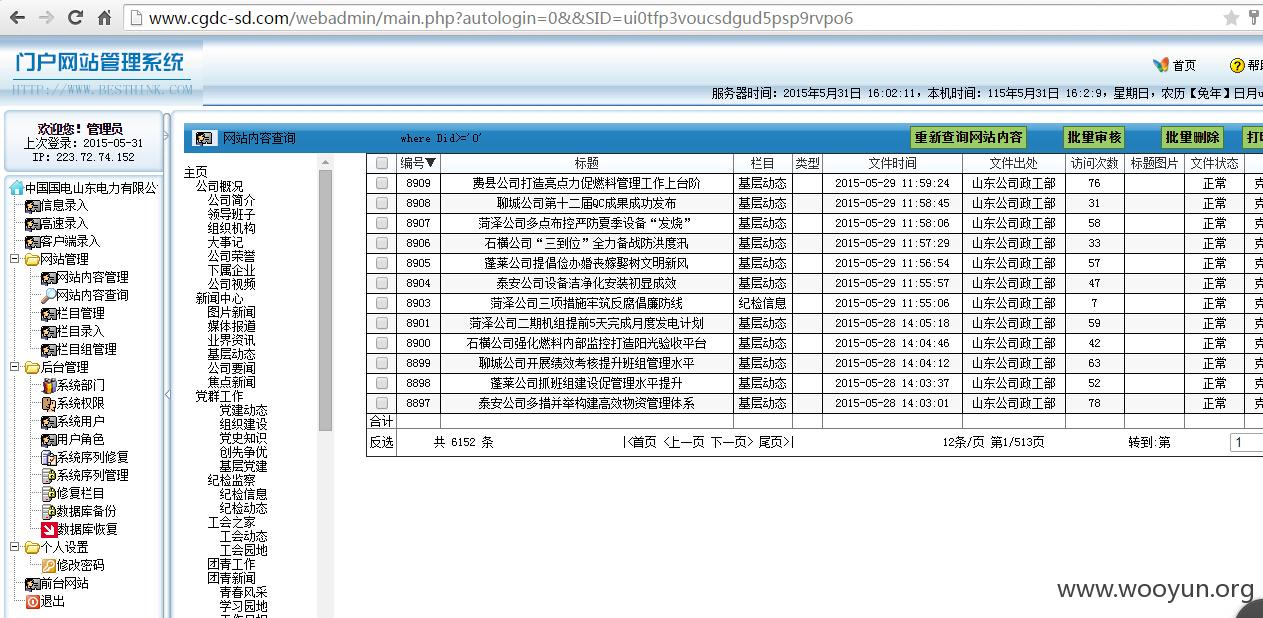 www.cgdc-sd.com/webadmin/main.php?autologin=0&&SID=ui0tfp3voucsdgud5psp9rvpo6
门户网站管理系统
HTTP://WWW.BESTHINK.COM
首页
服务器时间：2015年5月31日 16:02:11，本机时间：115年5月31日 16:2:9，星期日，农历【兔年】日月
欢迎您！管理员
上次登录：2015-05-31
IP：223.72.74.152
中国国电山东电力有限公
信息录入
高速录入
客户端录入
网站管理
网站内容管理
网站内容查询
栏目管理
栏目录入
栏目组管理
后台管理
系统部门
系统权限
系统用户
用户角色
系统序列修复
系统序列管理
修复栏目
数据库备份
数据库恢复
个人设置
修改密码
前台网站
退出
网站内容查询 where Did>='0' 重新查询网站内容 批量审核 批量删除 打
主页
公司概况
公司简介
领导班子
组织机构
大事记
公司荣誉
下属企业
公司视频
新闻中心
图片新闻
媒体报道
业界资讯
基层动态
公司要闻
焦点新闻
党群工作
党建动态
组织建设
党史知识
创先争优
基层党建
纪检监察
纪检信息
纪检动态
工会之家
工会动态
工会园地
团青工作
团青新闻
青春风采
学习园地
编号▼ 标题 栏目 类型 文件时间 文件出处 访问次数 标题图片 文件状态
8909 费县公司打造亮点力促燃料管理工作上台阶 基层动态 2015-05-29 11:59:24 山东公司政工部 76 正常
8908 聊城公司第十二届QC成果成功发布 基层动态 2015-05-29 11:58:45 山东公司政工部 31 正常
8907 菏泽公司多点布控严防夏季设备“发烧” 基层动态 2015-05-29 11:58:06 山东公司政工部 58 正常
8906 石横公司“三到位”全力备战防洪度汛 基层动态 2015-05-29 11:57:29 山东公司政工部 33 正常
8905 蓬莱公司提倡俭办婚丧嫁娶树文明新风 基层动态 2015-05-29 11:56:54 山东公司政工部 57 正常
8904 泰安公司设备洁净化安装初显成效 基层动态 2015-05-29 11:55:57 山东公司政工部 47 正常
8903 菏泽公司三项措施牢筑反腐倡廉防线 纪检信息 2015-05-29 11:55:06 山东公司政工部 7 正常
8901 菏泽公司二期机组提前5天完成月度发电计划 基层动态 2015-05-28 14:05:18 山东公司政工部 59 正常
8900 石横公司强化燃料内部监控打造阳光验收平台 基层动态 2015-05-28 14:04:46 山东公司政工部 42 正常
8899 聊城公司开展绩效考核提升班组管理水平 基层动态 2015-05-28 14:04:12 山东公司政工部 63 正常
8898 蓬莱公司抓班组建设促管理水平提升 基层动态 2015-05-28 14:03:37 山东公司政工部 52 正常
8897 泰安公司多措并举构建高效物资管理体系 基层动态 2015-05-28 14:03:01 山东公司政工部 78 正常
合计
反选 共 6152 条 |<首页 <上一页 下一页> 尾页>| 12条/页 第1/513页 转到:第 1
www.wooyun.org